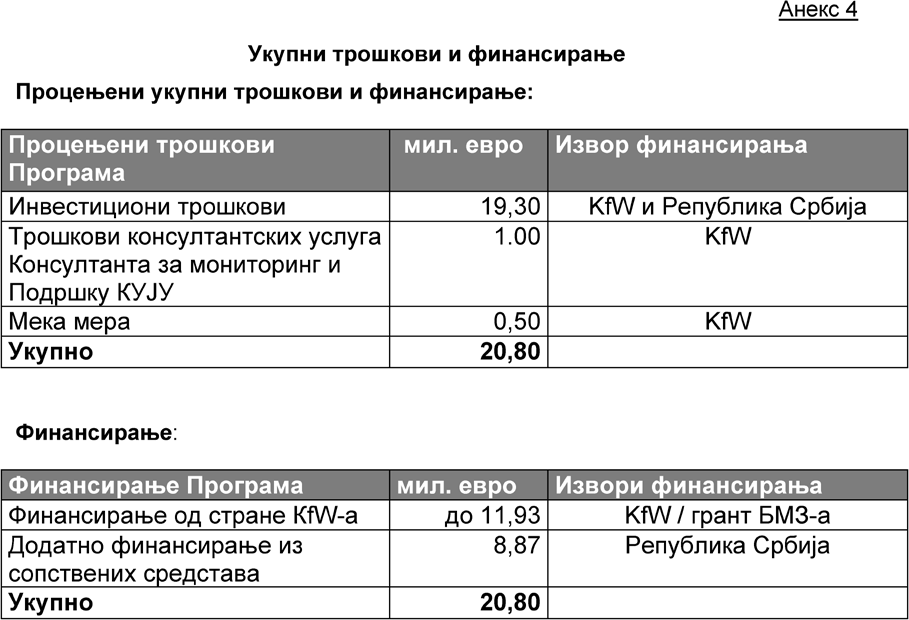 Анекс 4
Укупни трошкови и финансирање
Процењени укупни трошкови и финансирање:
Процењени трошкови Програма | мил. евро | Извор финансирања
Инвестициони трошкови | 19,30 | KfW и Република Србија
Трошкови консултантских услуга Консултанта за мониторинг и Подршку КУЈУ | 1.00 | KfW
Мека мера | 0,50 | KfW
Укупно | 20,80
Финансирање:
Финансирање Програма | мил. евро | Извори финансирања
Финансирање од стране KfW-а | до 11,93 | KfW / грант БМЗ-а
Додатно финансирање из сопствених средстава | 8,87 | Република Србија
Укупно | 20,80